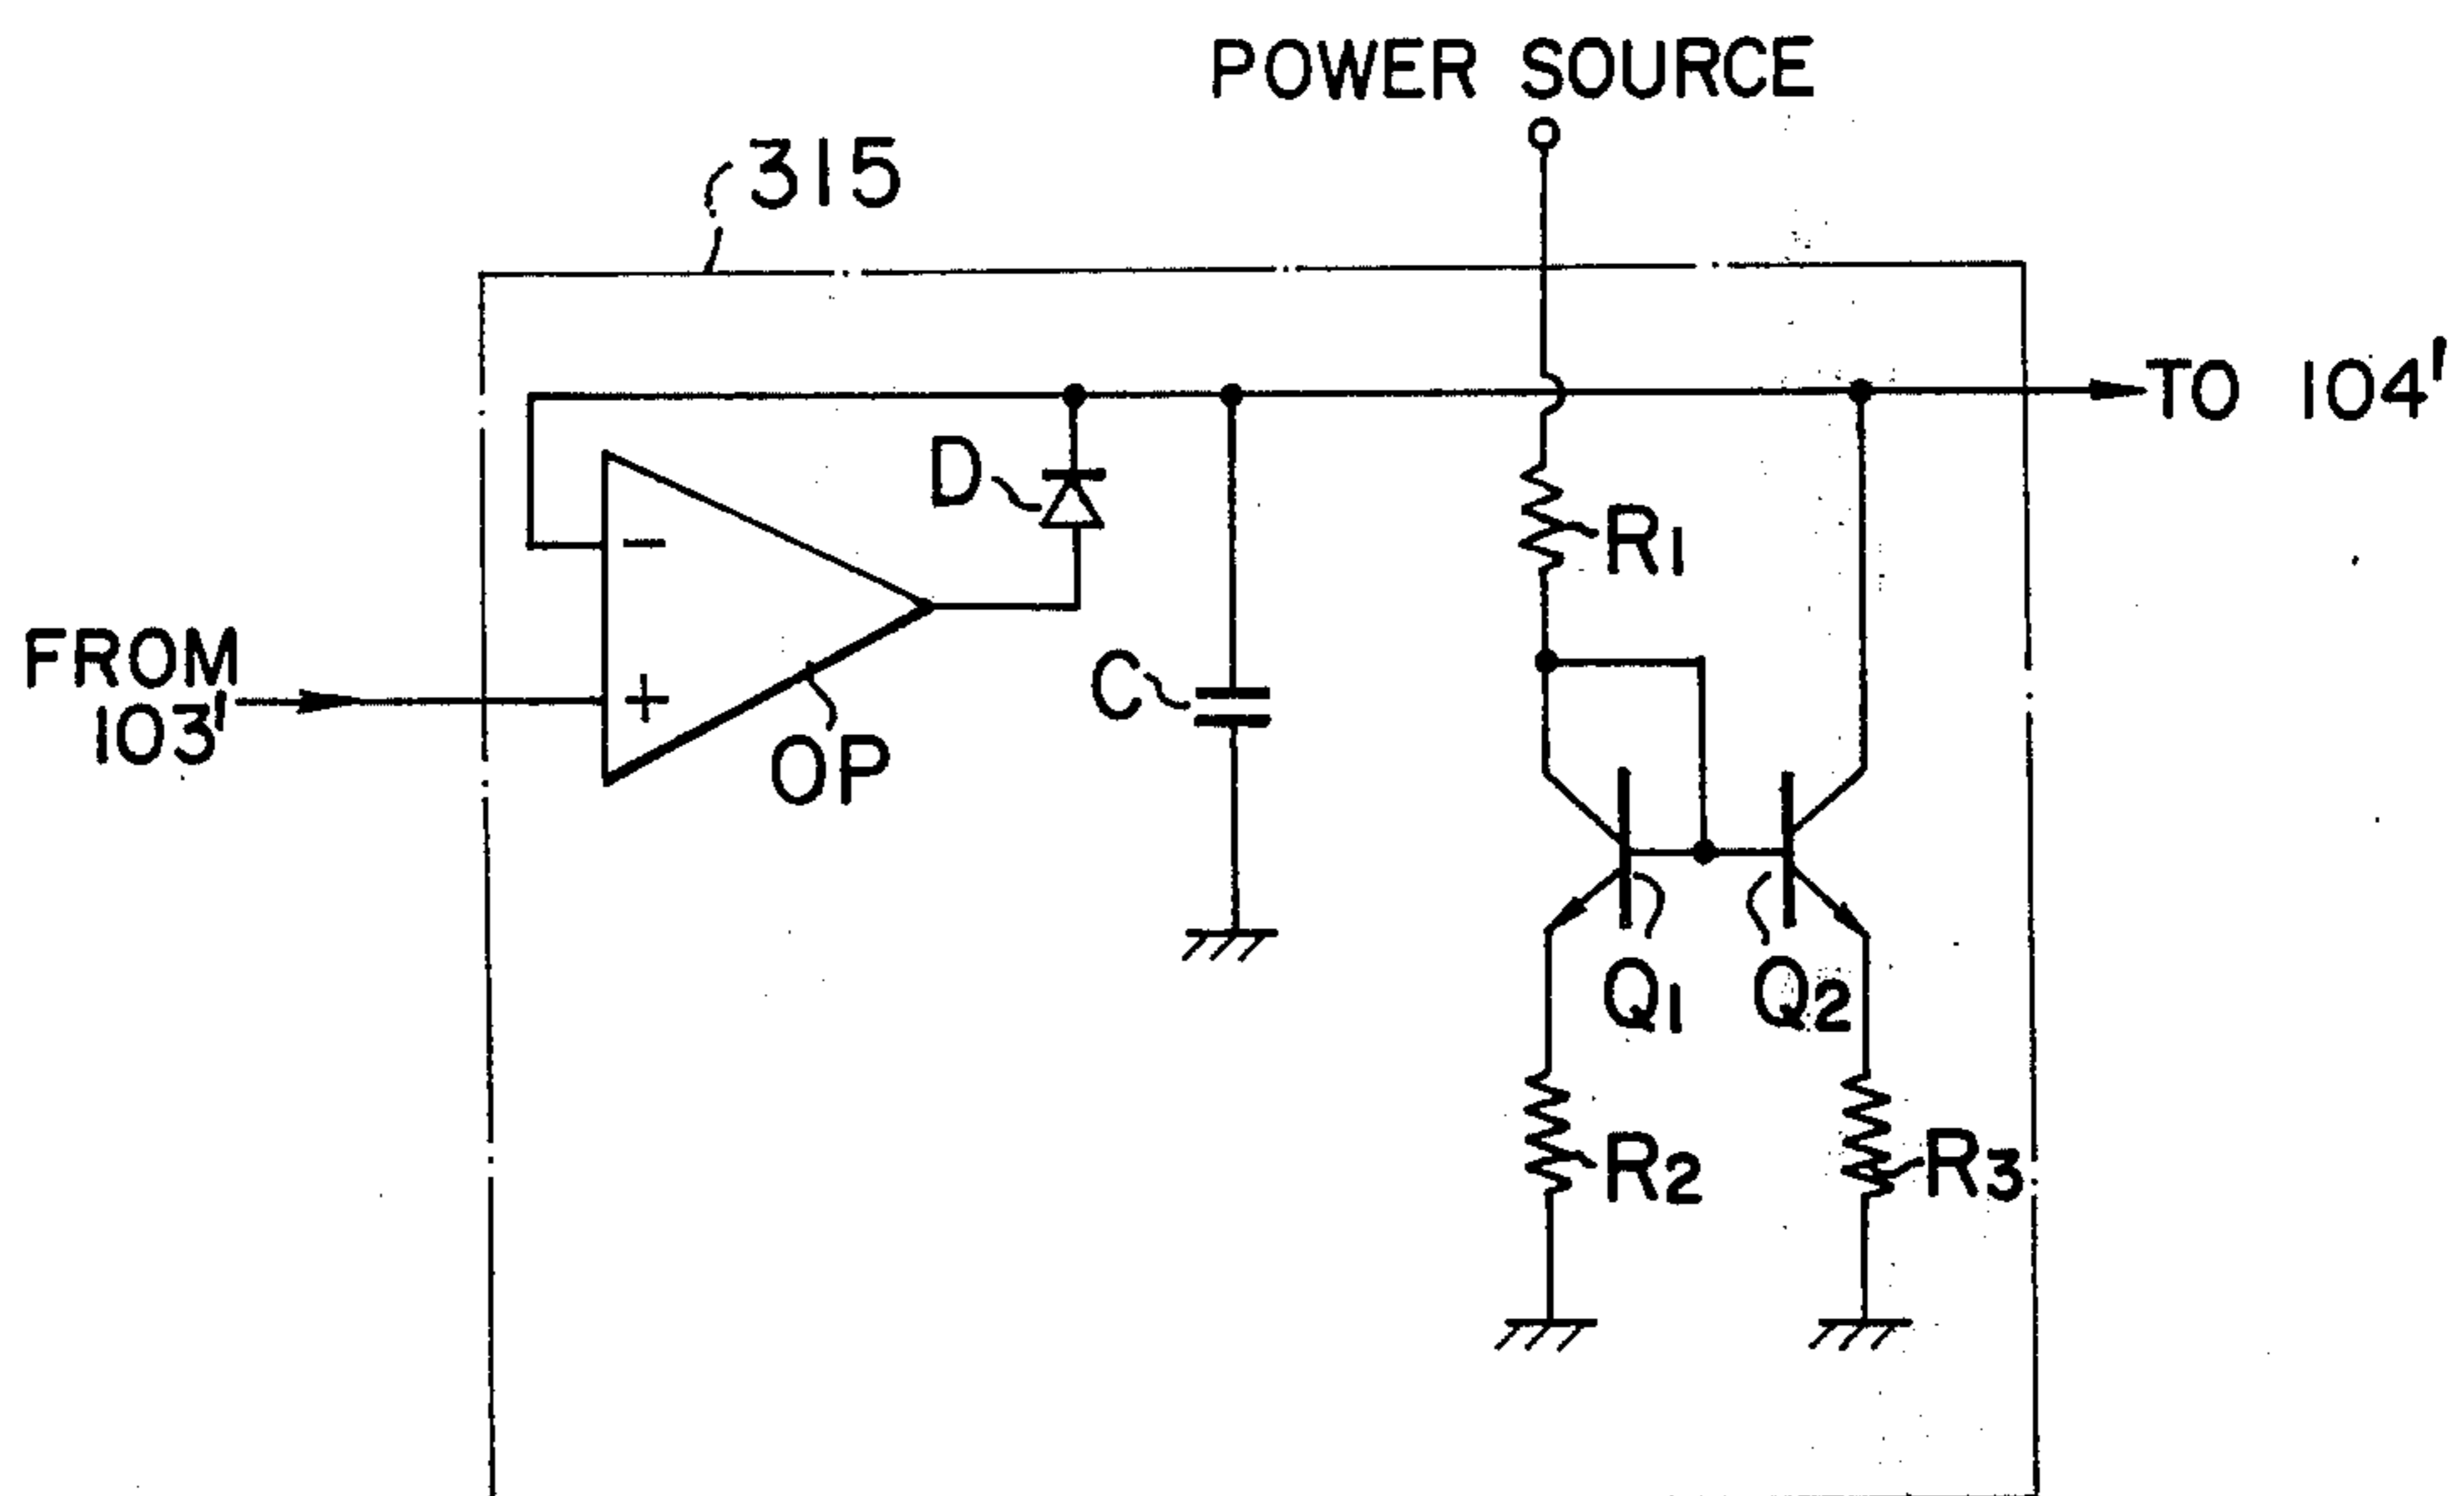 POWER SOURCE
315
TO 104'
D
R1
FROM
103'
−
+
OP
C
Q1
Q2
R2
R3